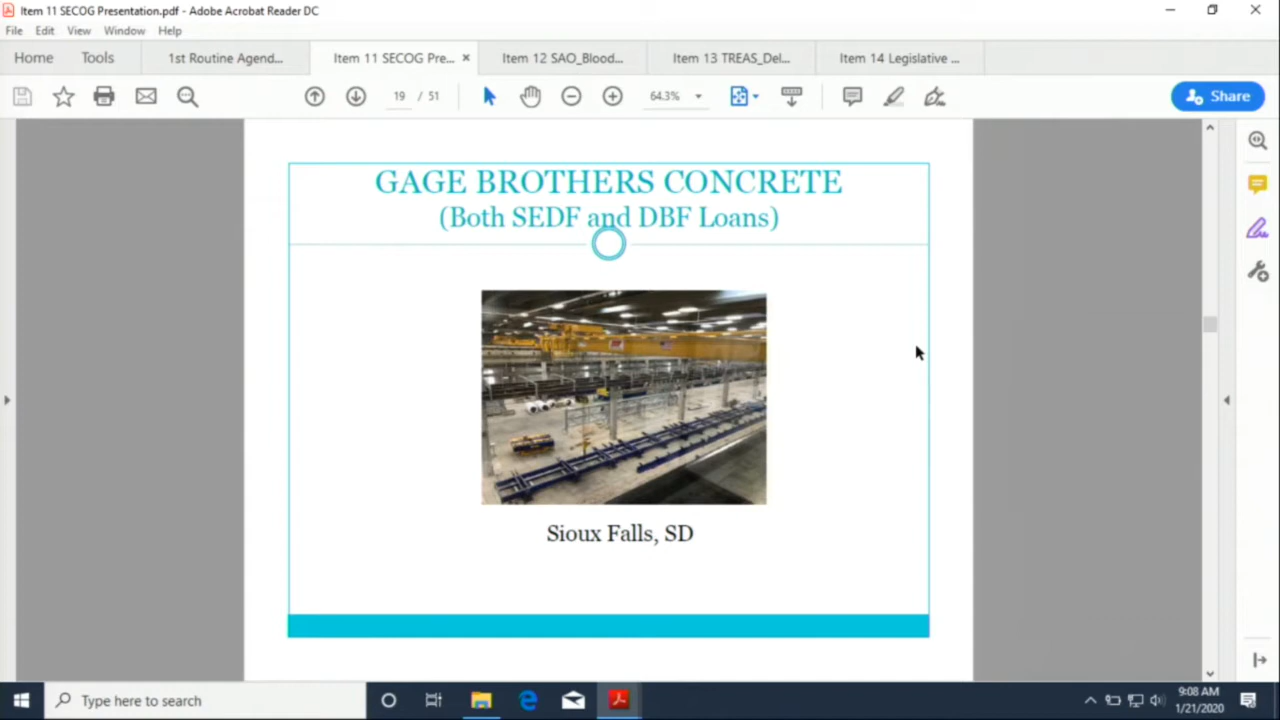 Item 11 SECOG Presentation.pdf - Adobe Acrobat Reader DC
File Edit View Window Help
Home Tools 1st Routine Agend... Item 11 SECOG Pre... Item 12 SAO_Blood... Item 13 TREAS_Del... Item 14 Legislative ...
19 / 51 64.3% Share
GAGE BROTHERS CONCRETE
(Both SEDF and DBF Loans)
Sioux Falls, SD
Type here to search
9:08 AM
1/21/2020